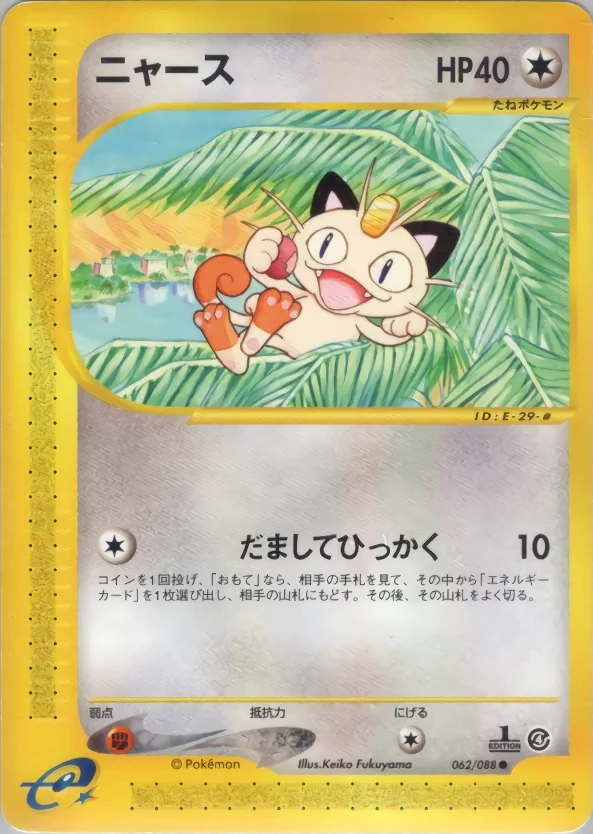 ニャース HP40
たねポケモン
ID:E-29-#
だましてひっかく 10
コインを1回投げ、「おもて」なら、相手の手札を見て、その中から「エネルギー
カード」を1枚選び出し、相手の山札にもどす。その後、その山札をよく切る。
弱点 抵抗力 にげる
© Pokémon Illus.Keiko Fukuyama 062/088 ●
1
EDITION
e